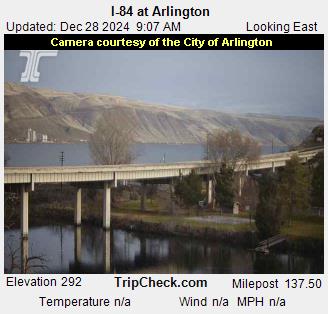 I-84 at Arlington
Updated: Dec 28 2024 9:07 AM Looking East
Camera courtesy of the City of Arlington
Elevation 292 TripCheck.com Milepost 137.50
Temperature n/a Wind n/a MPH n/a